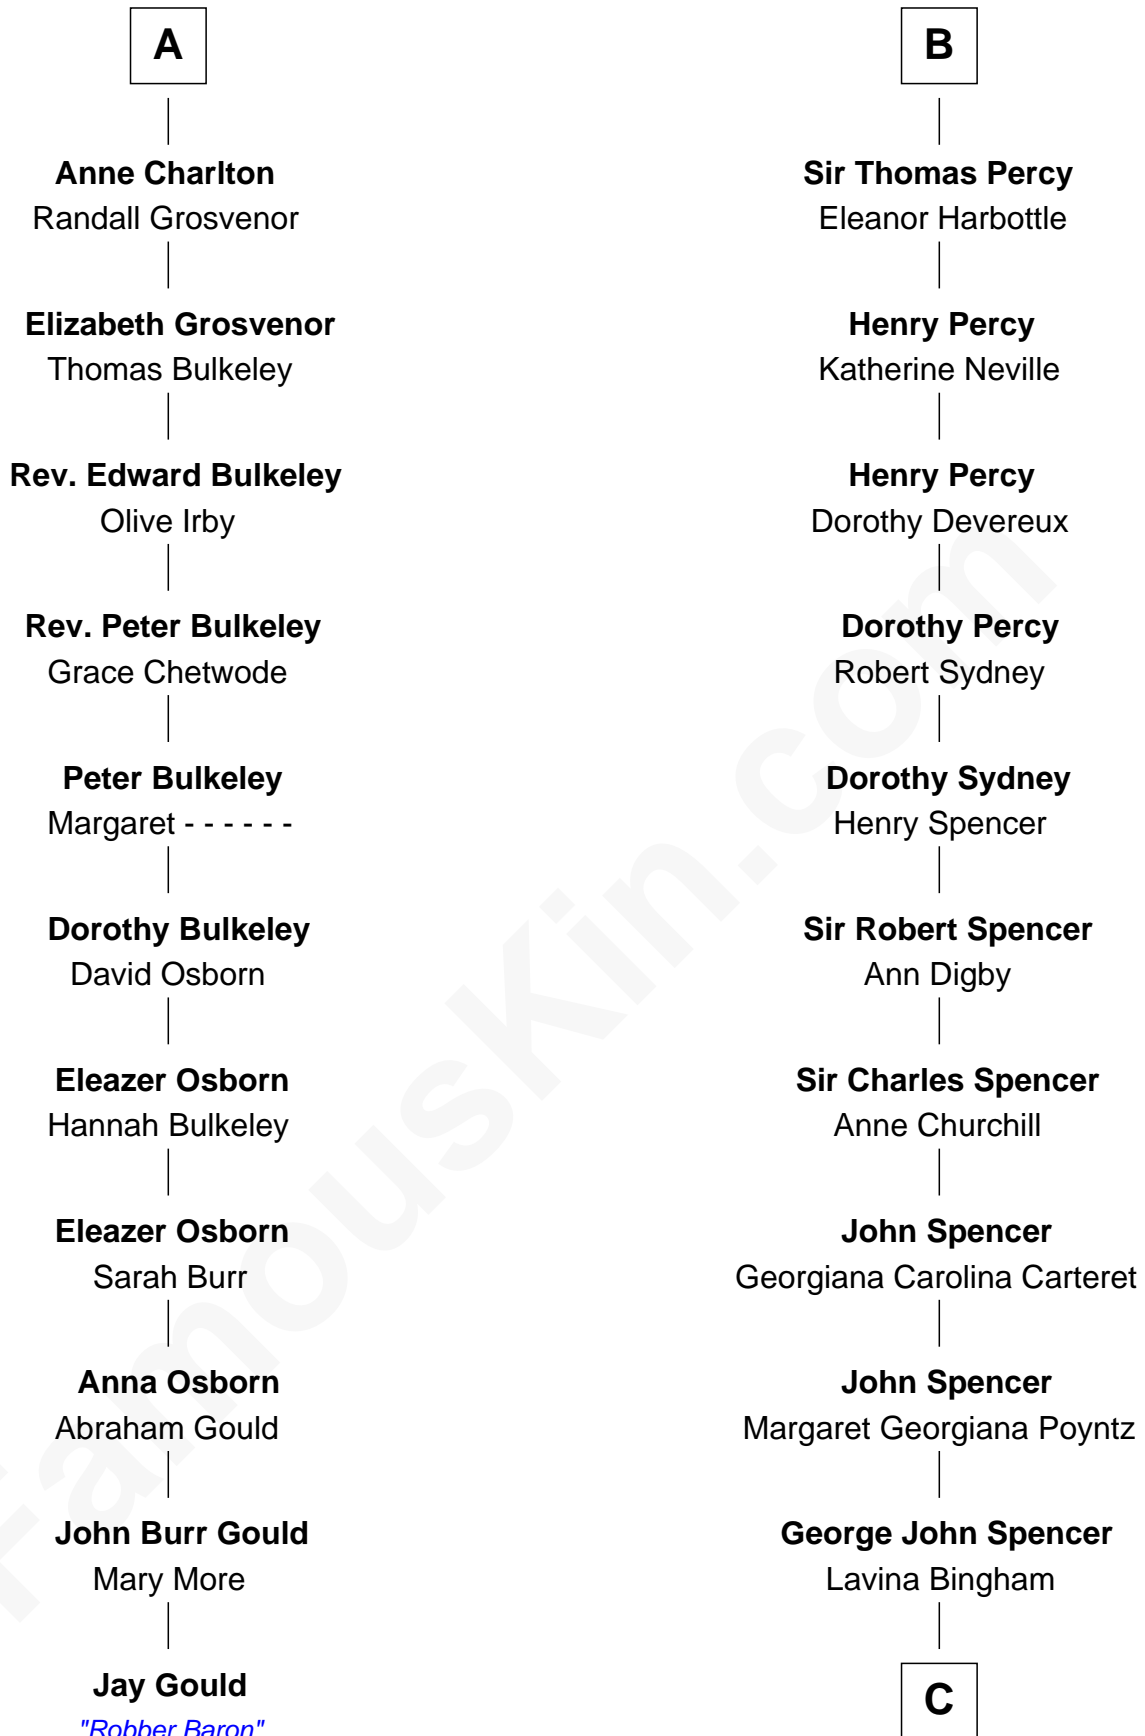 A
Anne Charlton
Randall Grosvenor
Elizabeth Grosvenor
Thomas Bulkeley
Rev. Edward Bulkeley
Olive Irby
Rev. Peter Bulkeley
Grace Chetwode
Peter Bulkeley
Margaret - - - - - -
Dorothy Bulkeley
David Osborn
Eleazer Osborn
Hannah Bulkeley
Eleazer Osborn
Sarah Burr
Anna Osborn
Abraham Gould
John Burr Gould
Mary More
Jay Gould
"Robber Baron"
B
Sir Thomas Percy
Eleanor Harbottle
Henry Percy
Katherine Neville
Henry Percy
Dorothy Devereux
Dorothy Percy
Robert Sydney
Dorothy Sydney
Henry Spencer
Sir Robert Spencer
Ann Digby
Sir Charles Spencer
Anne Churchill
John Spencer
Georgiana Carolina Carteret
John Spencer
Margaret Georgiana Poyntz
George John Spencer
Lavina Bingham
C
FamousKin.com